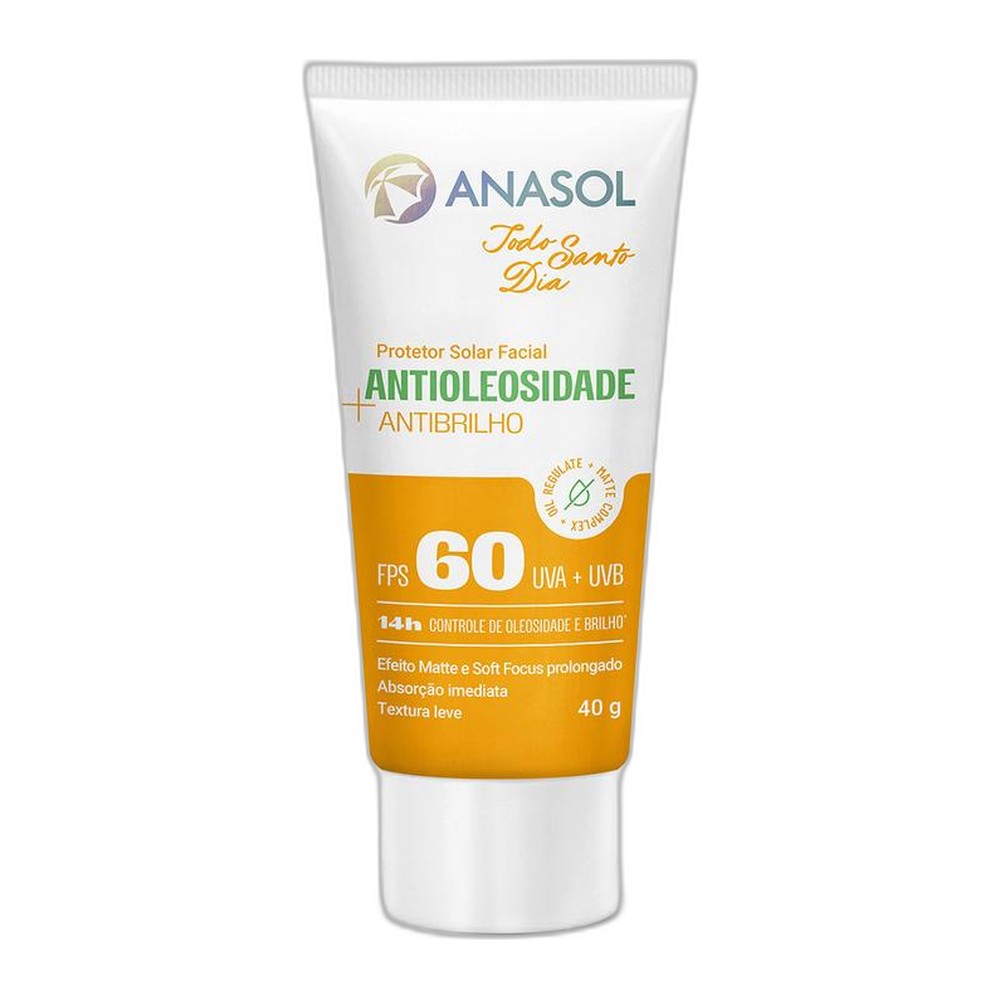 ANASOL
Todo Santo
Dia
Protetor Solar Facial
ANTIOLEOSIDADE
+ANTIBRILHO
OIL REGULATE + MATTE COMPLEX +
FPS 60 UVA + UVB
14h CONTROLE DE OLEOSIDADE E BRILHO*
Efeito Matte e Soft Focus prolongado
Absorção imediata
Textura leve
40 g